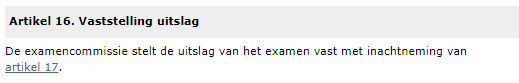 Artikel 16. Vaststelling uitslag
De examencommissie stelt de uitslag van het examen vast met inachtneming van
artikel 17.